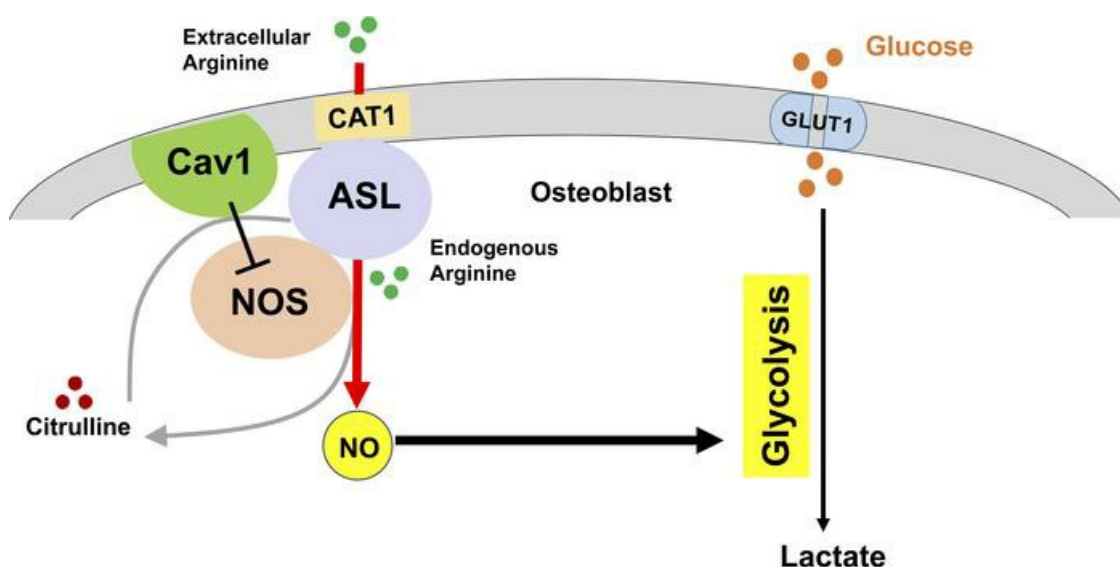 Extracellular
Arginine
Glucose
CAT1
GLUT1
Cav1
ASL
Osteoblast
Endogenous
Arginine
NOS
Glycolysis
Citrulline
NO
Lactate